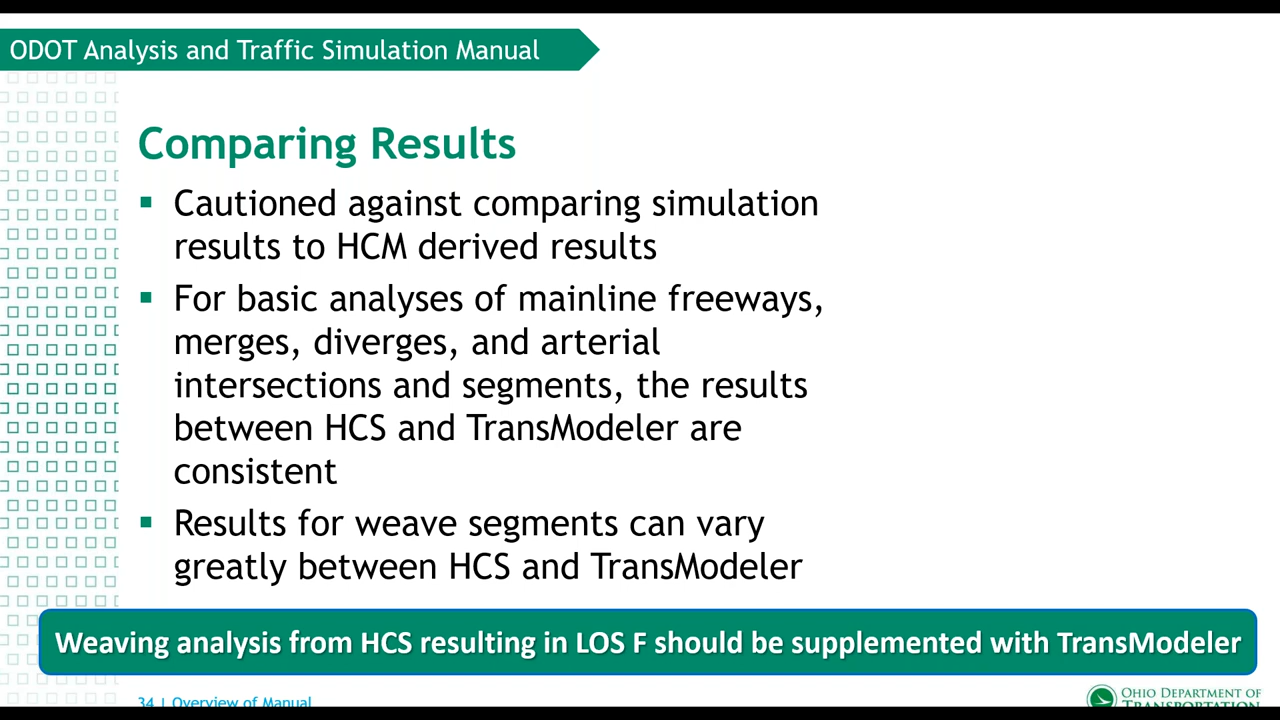 ODOT Analysis and Traffic Simulation Manual
Comparing Results
▪ Cautioned against comparing simulation
results to HCM derived results
▪ For basic analyses of mainline freeways,
merges, diverges, and arterial
intersections and segments, the results
between HCS and TransModeler are
consistent
▪ Results for weave segments can vary
greatly between HCS and TransModeler
Weaving analysis from HCS resulting in LOS F should be supplemented with TransModeler
34 | Overview of Manual
OHIO DEPARTMENT OF
TRANSPORTATION